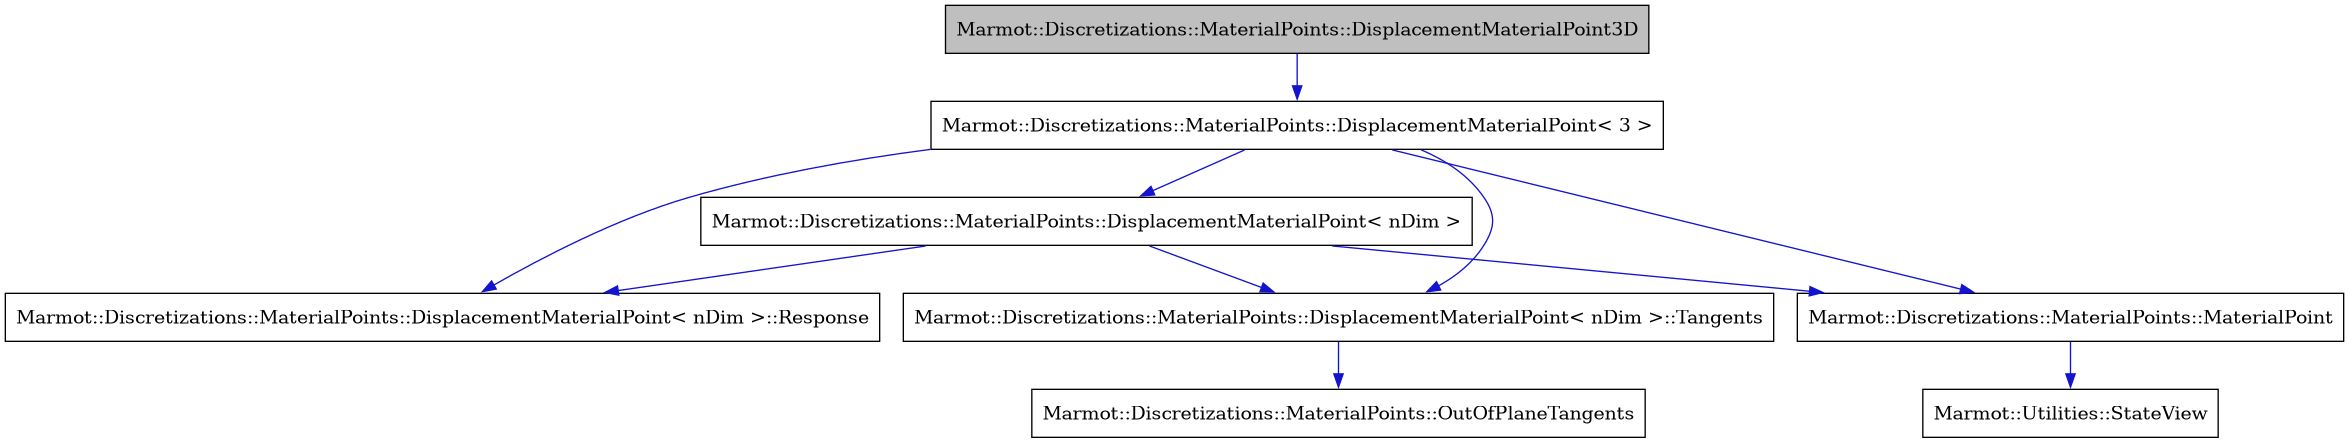 Marmot::Discretizations::MaterialPoints::DisplacementMaterialPoint3D
Marmot::Discretizations::MaterialPoints::DisplacementMaterialPoint< 3 >
Marmot::Discretizations::MaterialPoints::DisplacementMaterialPoint< nDim >
Marmot::Discretizations::MaterialPoints::DisplacementMaterialPoint< nDim >::Response
Marmot::Discretizations::MaterialPoints::DisplacementMaterialPoint< nDim >::Tangents
Marmot::Discretizations::MaterialPoints::MaterialPoint
Marmot::Discretizations::MaterialPoints::OutOfPlaneTangents
Marmot::Utilities::StateView